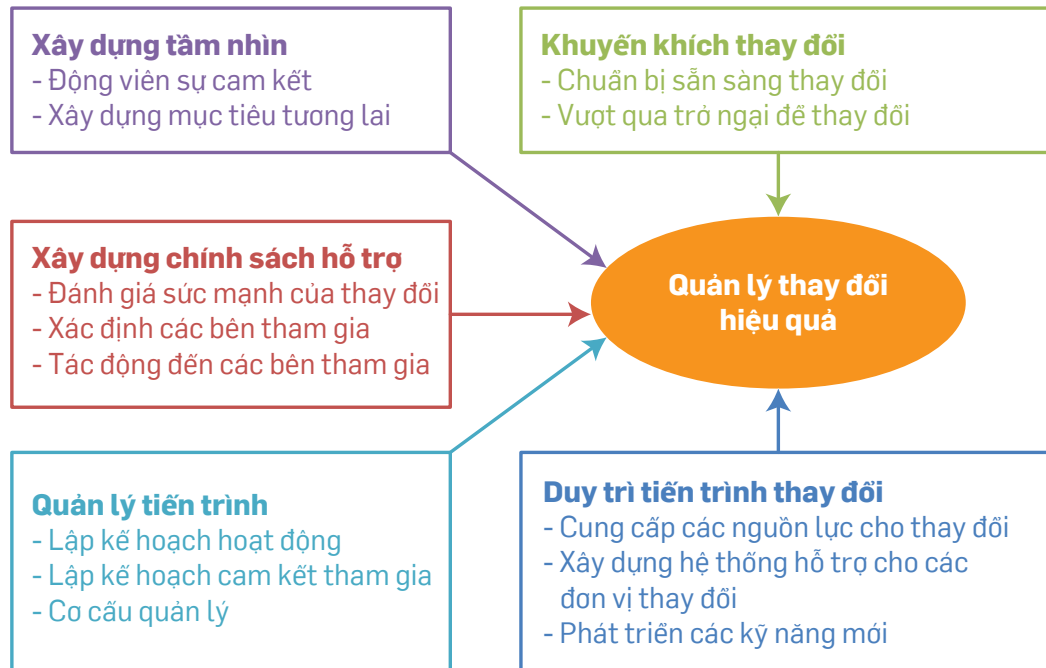 Xây dựng tầm nhìn
- Động viên sự cam kết
- Xây dựng mục tiêu tương lai
Khuyến khích thay đổi
- Chuẩn bị sẵn sàng thay đổi
- Vượt qua trở ngại để thay đổi
Xây dựng chính sách hỗ trợ
- Đánh giá sức mạnh của thay đổi
- Xác định các bên tham gia
- Tác động đến các bên tham gia
Quản lý thay đổi
hiệu quả
Quản lý tiến trình
- Lập kế hoạch hoạt động
- Lập kế hoạch cam kết tham gia
- Cơ cấu quản lý
Duy trì tiến trình thay đổi
- Cung cấp các nguồn lực cho thay đổi
- Xây dựng hệ thống hỗ trợ cho các
đơn vị thay đổi
- Phát triển các kỹ năng mới